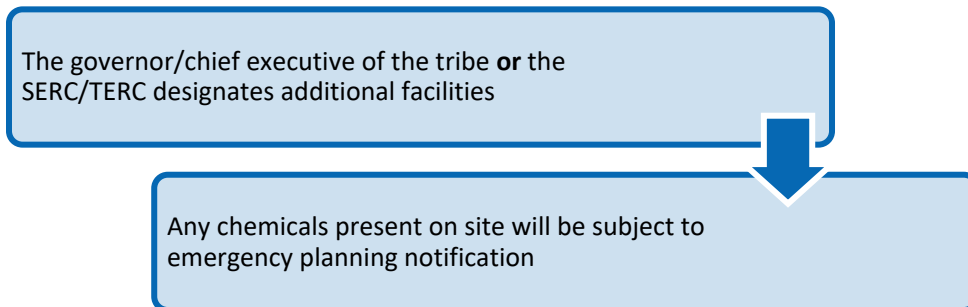 The governor/chief executive of the tribe or the
SERC/TERC designates additional facilities
Any chemicals present on site will be subject to
emergency planning notification